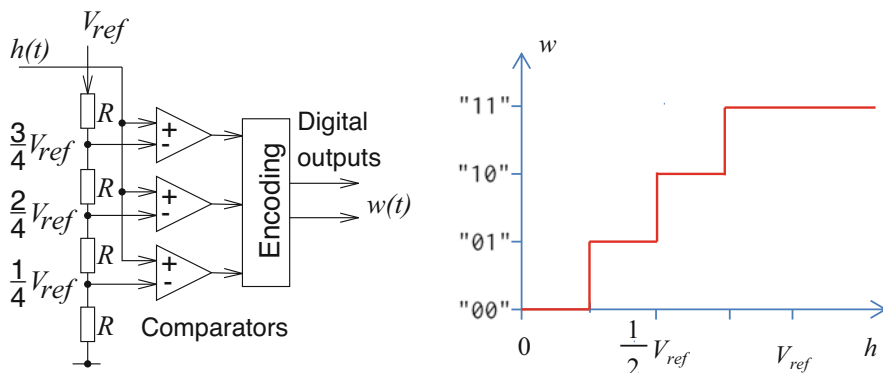 V_ref
h(t)
R
3/4 V_ref
R
2/4 V_ref
R
1/4 V_ref
R
+
-
+
-
+
-
Comparators
Encoding
Digital
outputs
w(t)
w
"11"
"10"
"01"
"00"
0
1/2 V_ref
V_ref
h